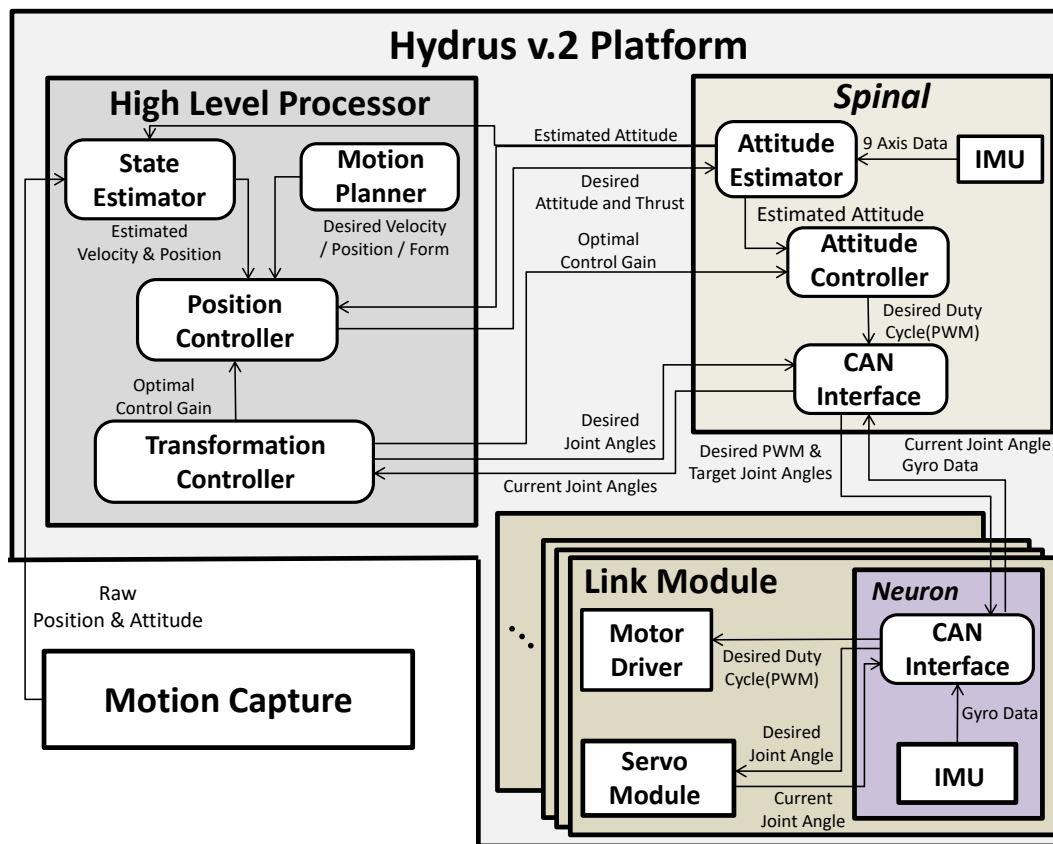 Hydrus v.2 Platform
High Level Processor
State
Estimator
Motion
Planner
Estimated
Velocity & Position
Desired Velocity
/ Position / Form
Position
Controller
Optimal
Control Gain
Transformation
Controller
Estimated Attitude
Desired
Attitude and Thrust
Optimal
Control Gain
Desired
Joint Angles
Current Joint Angles
Spinal
Attitude
Estimator
9 Axis Data
IMU
Estimated Attitude
Attitude
Controller
Desired Duty
Cycle(PWM)
CAN
Interface
Desired PWM &
Target Joint Angles
Current Joint Angle
Gyro Data
Link Module
Motor
Driver
Desired Duty
Cycle(PWM)
Servo
Module
Desired
Joint Angle
Current
Joint Angle
Neuron
CAN
Interface
Gyro Data
IMU
Raw
Position & Attitude
Motion Capture